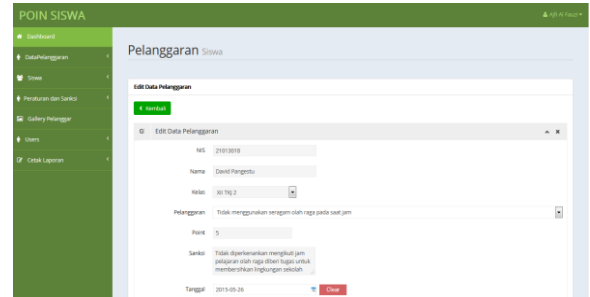 POIN SISWA
Ajfi Al Fauzi
Dashboard
DataPelanggaran
Siswa
Peraturan dan Sanksi
Gallery Pelanggar
Users
Cetak Laporan
Pelanggaran Siswa
Edit Data Pelanggaran
Kembali
Edit Data Pelanggaran
NIS 21013018
Nama David Pangestu
Kelas XI TKJ 2
Pelanggaran Tidak menggunakan seragam olah raga pada saat jam
Point 5
Sanksi Tidak diperkenankan mengikuti jam
pelajaran olah raga diberi tugas untuk
membersihkan lingkungan sekolah
Tanggal 2015-05-26 Clear